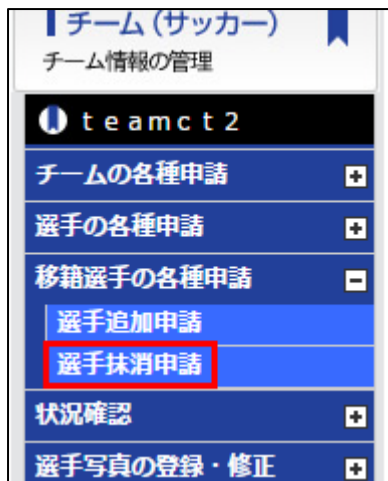 チーム（サッカー）
チーム情報の管理
teamct2
チームの各種申請
選手の各種申請
移籍選手の各種申請
選手追加申請
選手抹消申請
状況確認
選手写真の登録・修正